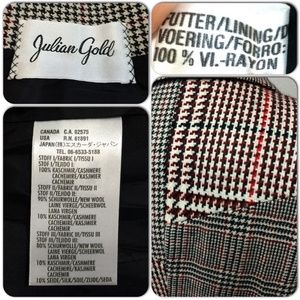 Julian Gold
FUTTER/LINING/D
VOERING/FORRO:
100 % VI.-RAYON
CANADA C.A. 02575
USA R.N. 61891
JAPAN(株)エスカーダ・ジャパン
TEL. 06-6533-5188
STOFF I/FABRIC I/TISSU I
STOF I/TEJIDO I:
100% KASCHMIR/CASHMERE
CACHEMIRE/KASJMIER
CACHEMIR
STOFF II/FABRIC II/TISSU II
STOF II/TEJIDO II:
90% SCHURWOLLE/NEW WOOL
LAINE VIERGE/SCHEERWOL
LANA VIRGEN
10% KASCHMIR/CASHMERE
CACHEMIRE/KASJMIER
CACHEMIR
STOFF III/FABRIC III/TISSU III
STOF III/TEJIDO III:
80% SCHURWOLLE/NEW WOOL
LAINE VIERGE/SCHEERWOL
LANA VIRGEN
10% KASCHMIR/CASHMERE
CACHEMIRE/KASJMIER
CACHEMIR
10% SEIDE/SILK/SOIE/ZIJDE/SEDA